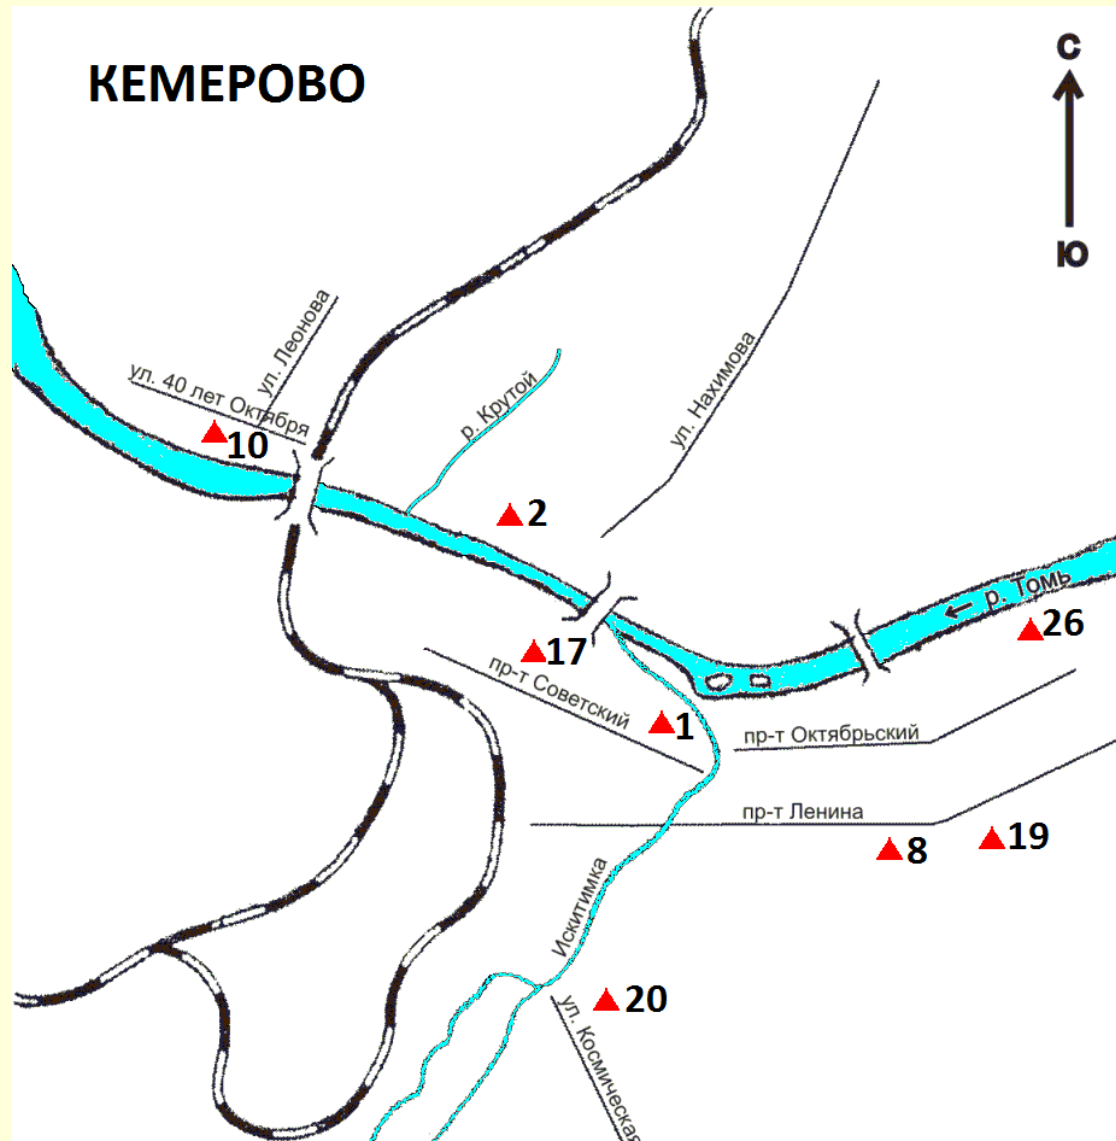 КЕМЕРОВО
С
Ю
ул. Леонова
ул. 40 лет Октября
10
р. Крутой
ул. Нахимова
2
р. Томь
26
17
пр-т Советский
1
пр-т Октябрьский
пр-т Ленина
8
19
Искитимка
20
ул. Космическая